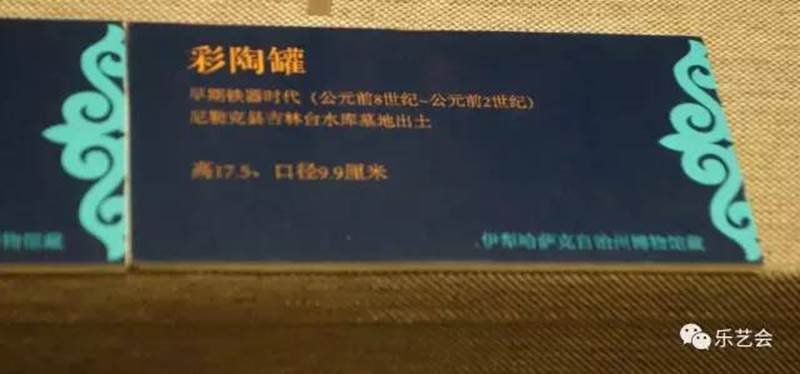 彩陶罐
早期铁器时代（公元前8世纪~公元前2世纪）
尼勒克县吉林台水库墓地出土
高17.5、口径9.9厘米
伊犁哈萨克自治州博物馆藏
物馆藏
乐艺会